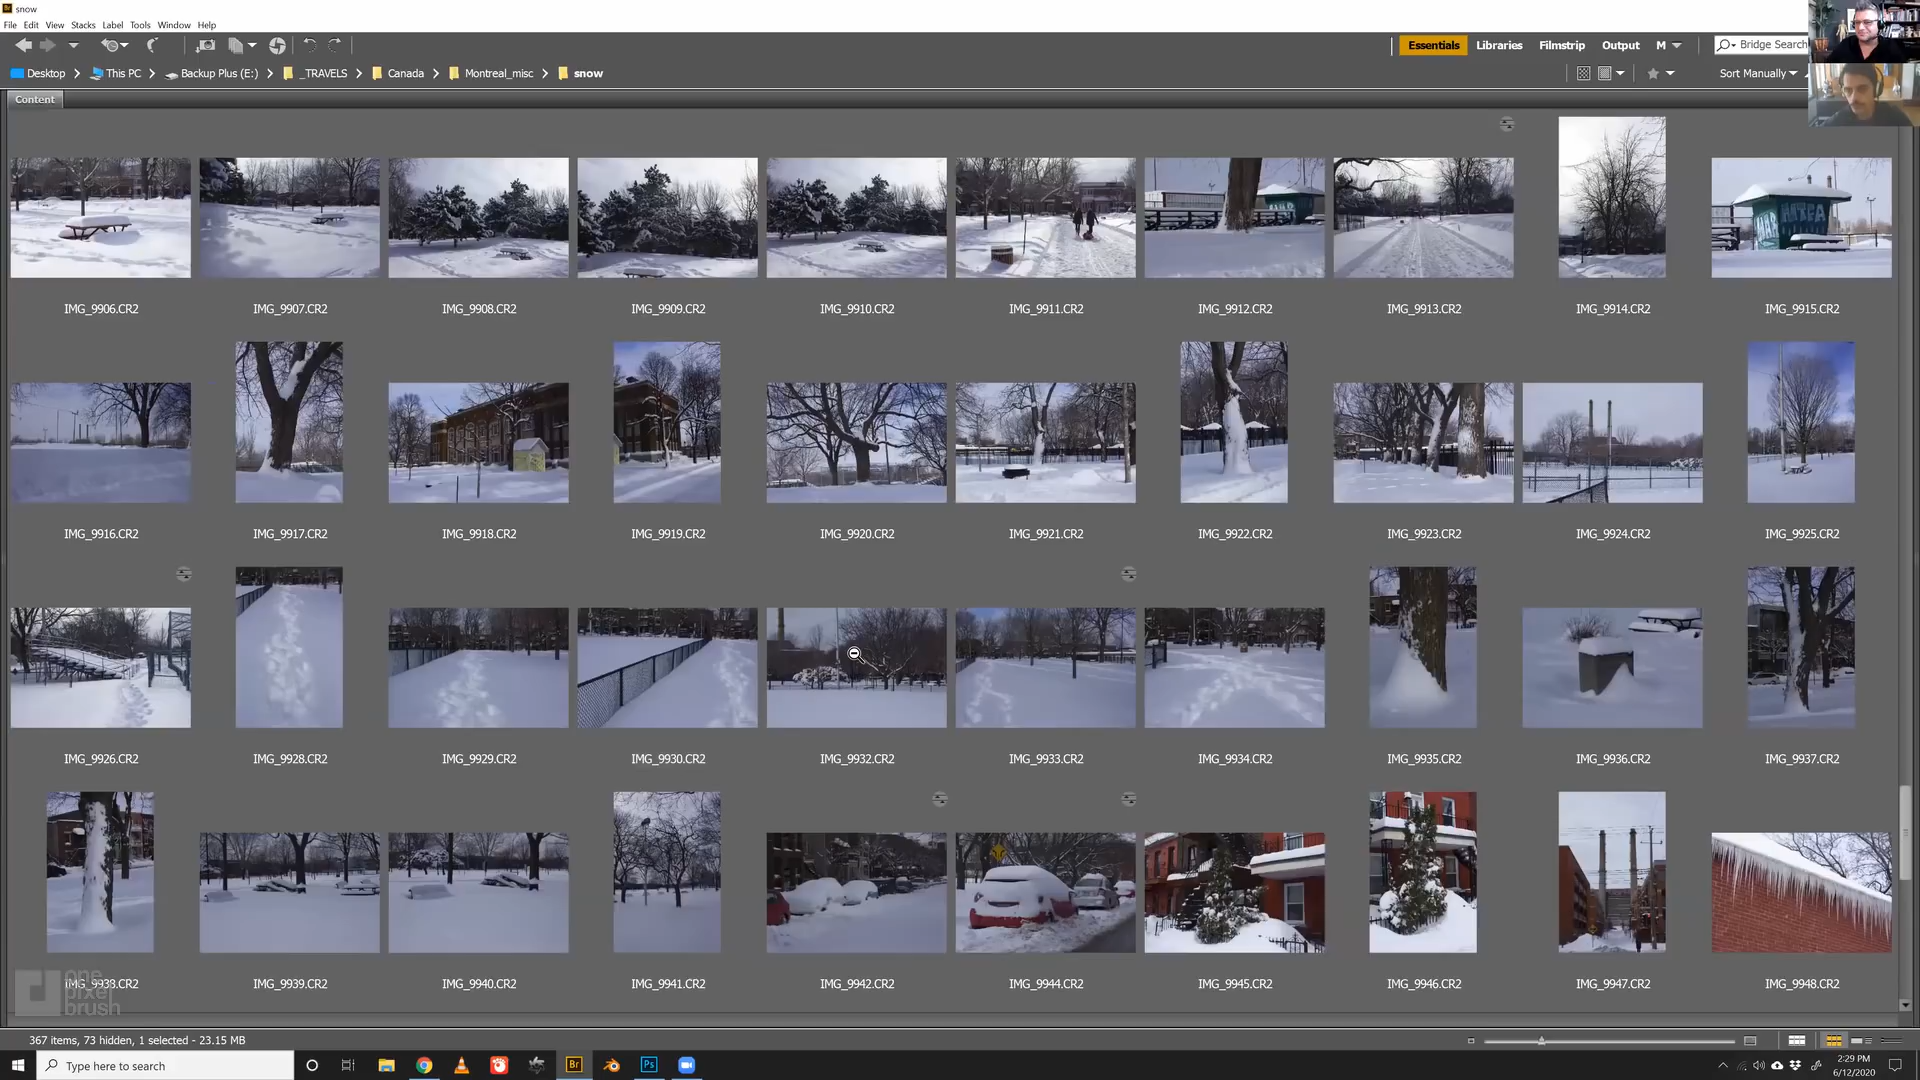 snow
File Edit View Stacks Label Tools Window Help
Essentials Libraries Filmstrip Output M Bridge Search
Desktop This PC Backup Plus (E:) _TRAVELS Canada Montreal_misc snow Sort Manually
Content
IMG_9906.CR2 IMG_9907.CR2 IMG_9908.CR2 IMG_9909.CR2 IMG_9910.CR2 IMG_9911.CR2 IMG_9912.CR2 IMG_9913.CR2 IMG_9914.CR2 IMG_9915.CR2
IMG_9916.CR2 IMG_9917.CR2 IMG_9918.CR2 IMG_9919.CR2 IMG_9920.CR2 IMG_9921.CR2 IMG_9922.CR2 IMG_9923.CR2 IMG_9924.CR2 IMG_9925.CR2
IMG_9926.CR2 IMG_9928.CR2 IMG_9929.CR2 IMG_9930.CR2 IMG_9932.CR2 IMG_9933.CR2 IMG_9934.CR2 IMG_9935.CR2 IMG_9936.CR2 IMG_9937.CR2
IMG_9938.CR2 IMG_9939.CR2 IMG_9940.CR2 IMG_9941.CR2 IMG_9942.CR2 IMG_9944.CR2 IMG_9945.CR2 IMG_9946.CR2 IMG_9947.CR2 IMG_9948.CR2
one
pixel
brush
367 items, 73 hidden, 1 selected - 23.15 MB
Type here to search Br Ps 2:29 PM
6/12/2020